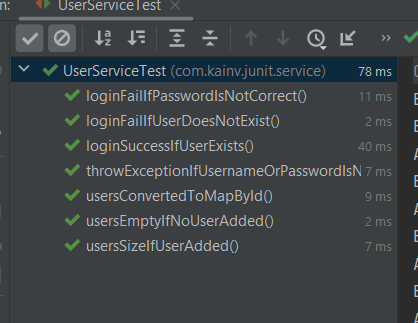 n: UserServiceTest
UserServiceTest (com.kainv.junit.service) 78 ms
loginFailIfPasswordIsNotCorrect() 11 ms
loginFailIfUserDoesNotExist() 2 ms
loginSuccessIfUserExists() 40 ms
throwExceptionIfUsernameOrPasswordIsN 7 ms
usersConvertedToMapById() 9 ms
usersEmptyIfNoUserAdded() 2 ms
usersSizeIfUserAdded() 7 ms